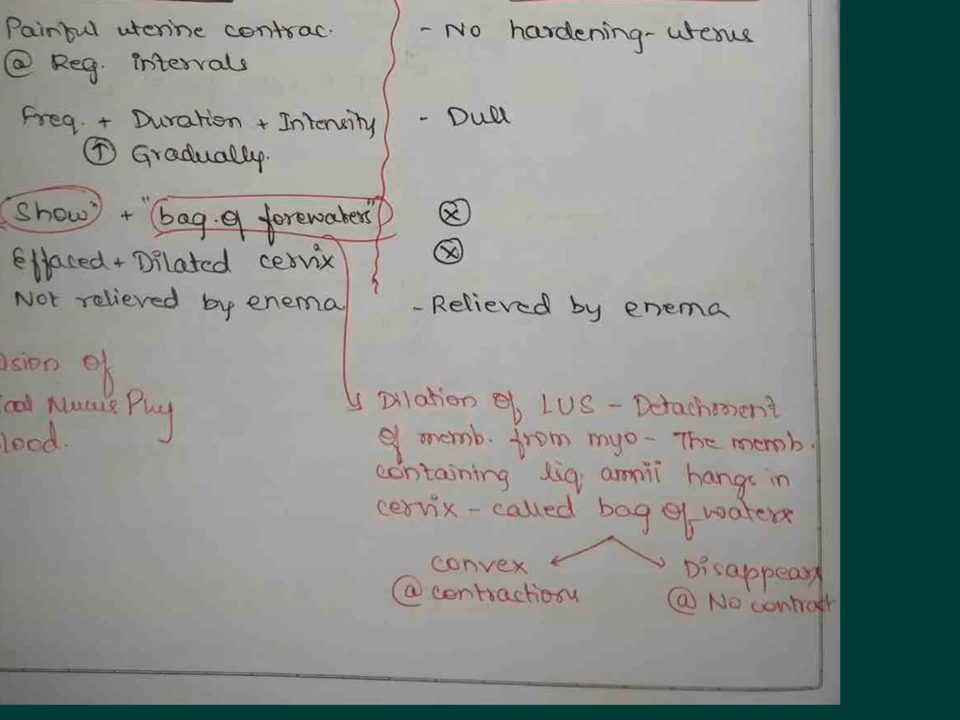 Painful uterine contrac.
@ Reg. intervals
Freq. + Duration + Intensity
↑ Gradually.
"Show" + "bag of forewaters"
Effaced + Dilated cervix
Not relieved by enema
- No hardening - uterus
- Dull
ⓧ
ⓧ
- Relieved by enema
of
Mucus Plug
Dilation of LUS - Detachment
of memb. from myo - The memb.
containing liq. amnii hangs in
cervix - called bag of waters
convex
@ contractions
Disappears
@ No contract